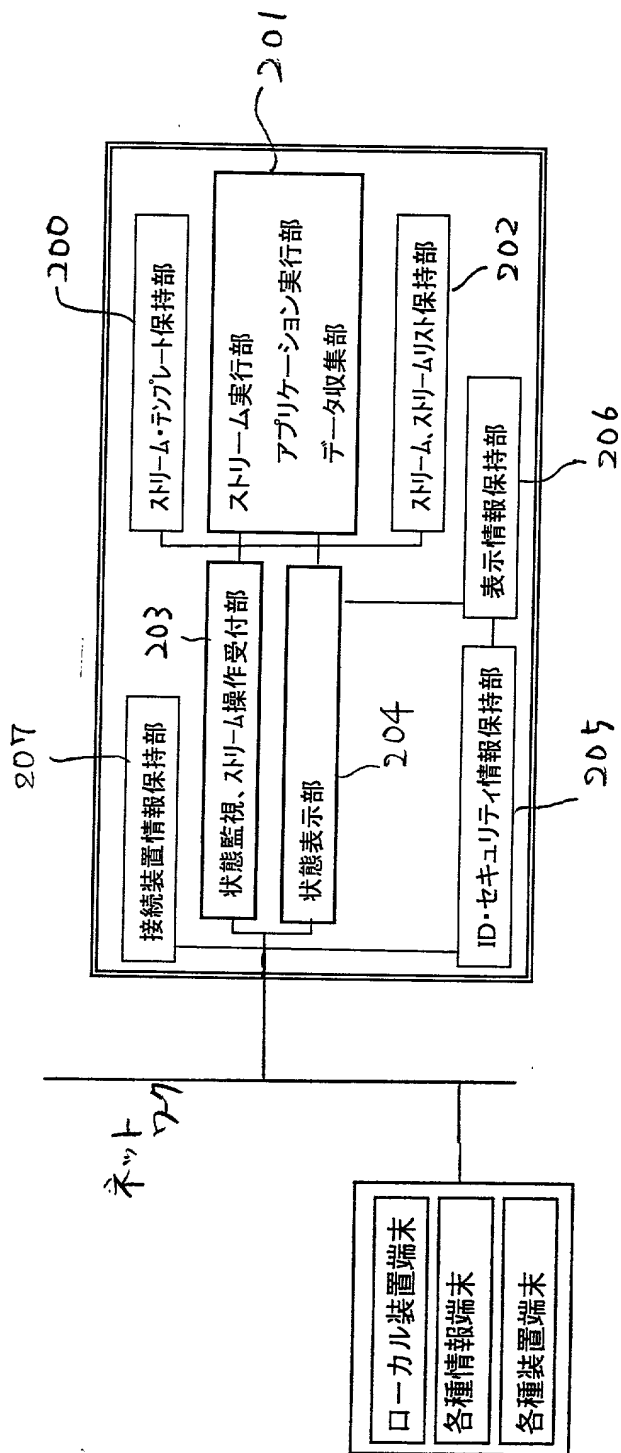 ネット
ワーク
ローカル装置端末
各種情報端末
各種装置端末
207
接続装置情報保持部
203
状態監視、ストリーム操作受付部
状態表示部
204
ID・セキュリティ情報保持部
205
200
ストリーム・テンプレート保持部
201
ストリーム実行部
アプリケーション実行部
データ収集部
ストリーム、ストリームリスト保持部
202
表示情報保持部
206